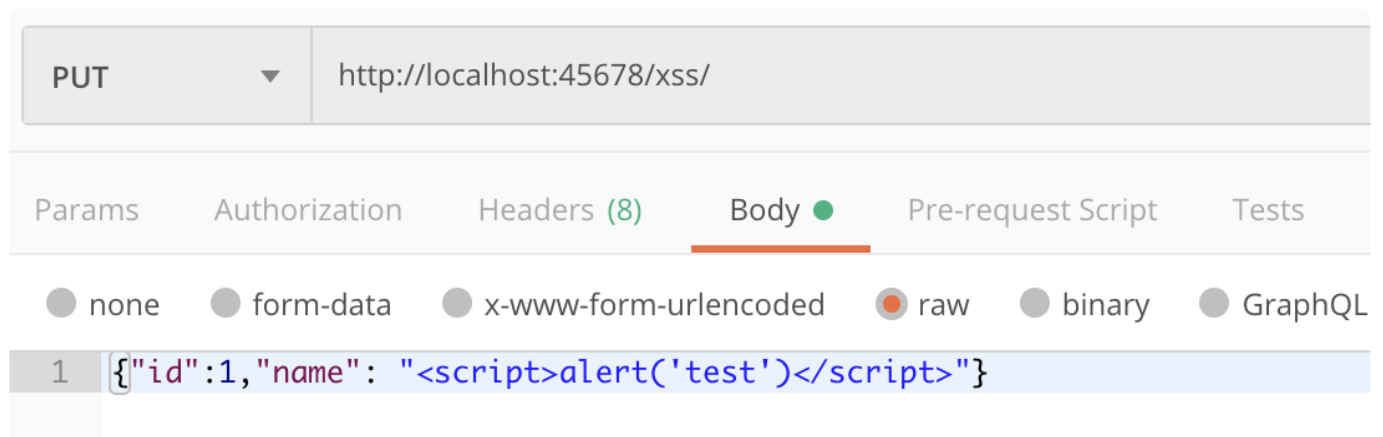 PUT http://localhost:45678/xss/
Params Authorization Headers (8) Body Pre-request Script Tests
none form-data x-www-form-urlencoded raw binary GraphQL
1 {"id":1,"name": "<script>alert('test')</script>"}